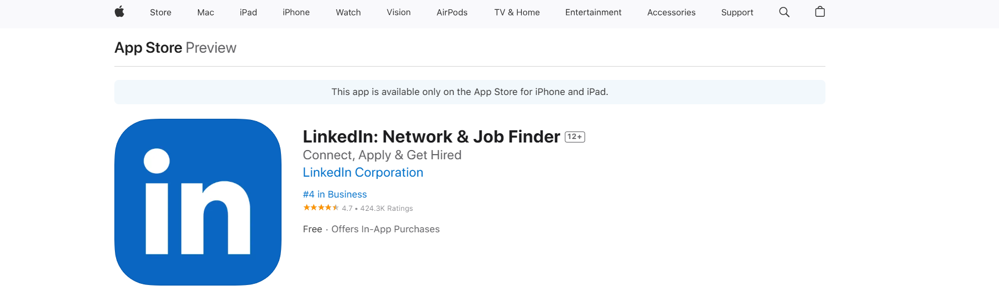 Store Mac iPad iPhone Watch Vision AirPods TV & Home Entertainment Accessories Support
App Store Preview
This app is available only on the App Store for iPhone and iPad.
in
LinkedIn: Network & Job Finder 12+
Connect, Apply & Get Hired
LinkedIn Corporation
#4 in Business
4.7 • 424.3K Ratings
Free · Offers In-App Purchases